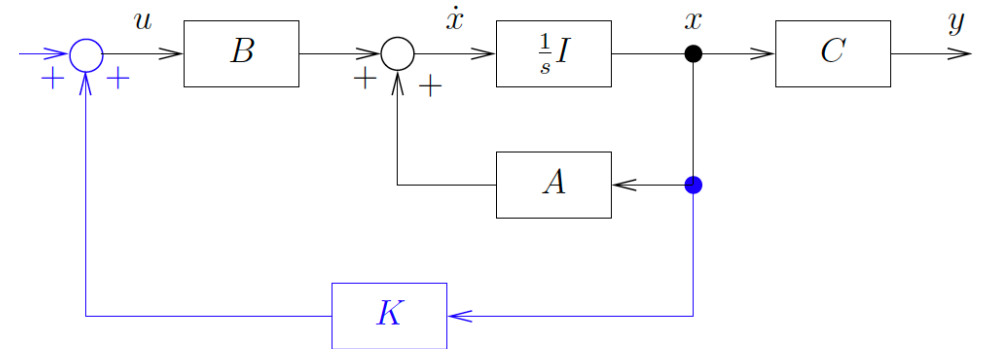 u ẋ x y
B 1/s I C
+ + + +
A
K